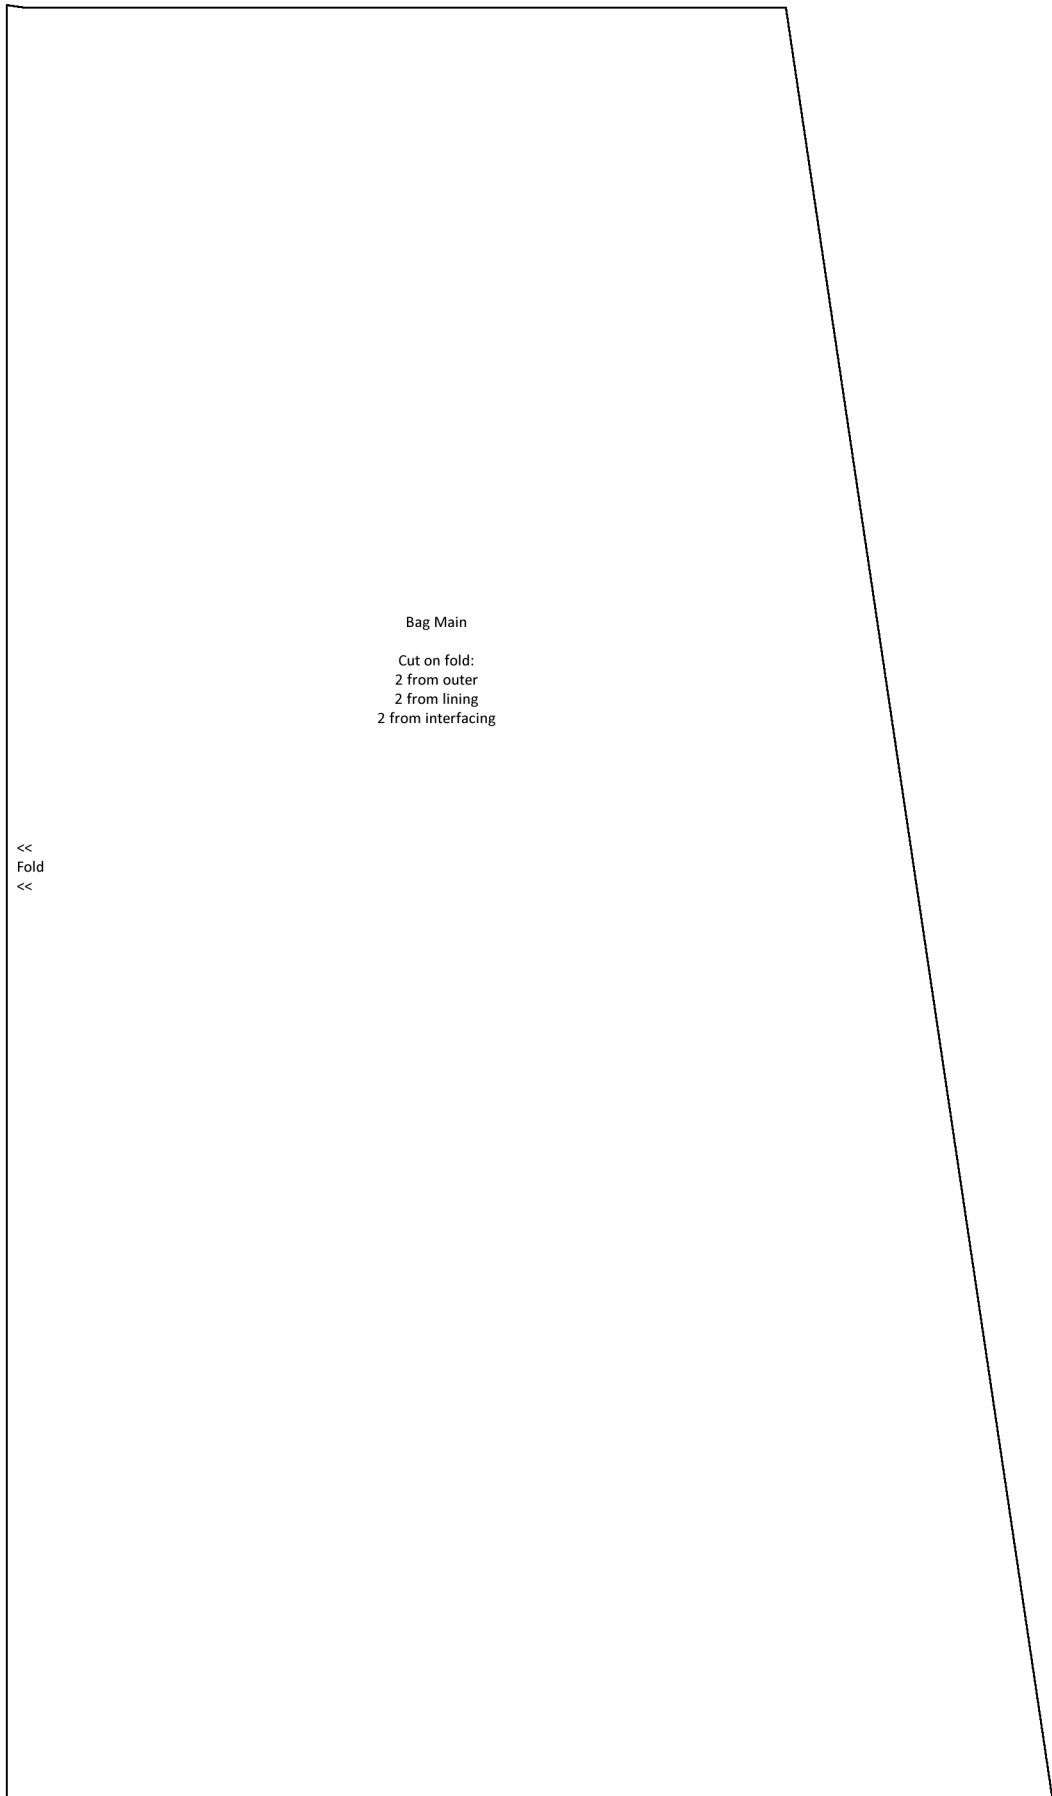 Bag Main
Cut on fold:
2 from outer
2 from lining
2 from interfacing
<<
Fold
<<